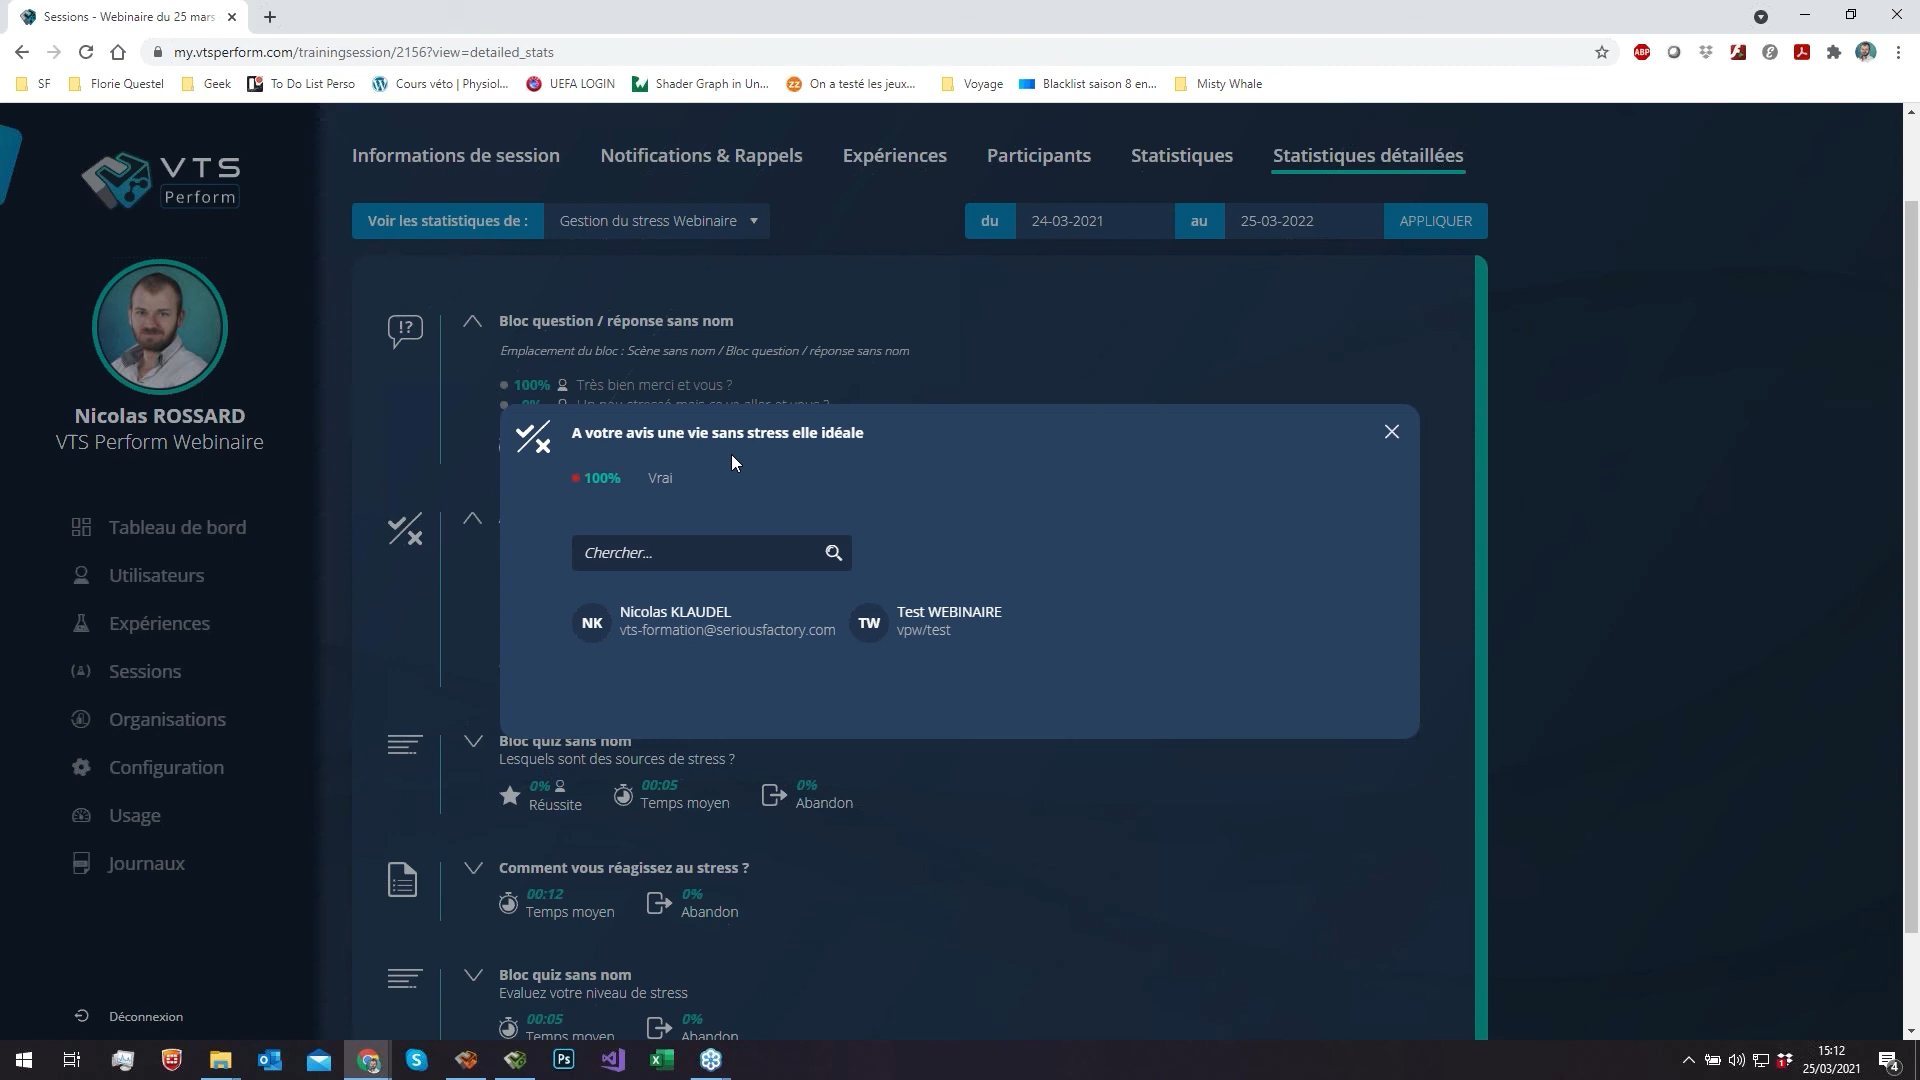 Sessions - Webinaire du 25 mars
my.vtsperform.com/trainingsession/2156?view=detailed_stats
ABP
SF
Florie Questel
Geek
To Do List Perso
Cours véto | Physiol...
UEFA LOGIN
Shader Graph in Un...
On a testé les jeux...
Voyage
Blacklist saison 8 en...
Misty Whale
VTS
Perform
Informations de session
Notifications & Rappels
Expériences
Participants
Statistiques
Statistiques détaillées
Voir les statistiques de :
Gestion du stress Webinaire
du
24-03-2021
au
25-03-2022
APPLIQUER
Nicolas ROSSARD
VTS Perform Webinaire
Tableau de bord
Utilisateurs
Expériences
Sessions
Organisations
Configuration
Usage
Journaux
Déconnexion
!?
Bloc question / réponse sans nom
Emplacement du bloc : Scène sans nom / Bloc question / réponse sans nom
100% Très bien merci et vous ?
A votre avis une vie sans stress elle idéale
100% Vrai
Chercher...
NK
Nicolas KLAUDEL
vts-formation@seriousfactory.com
TW
Test WEBINAIRE
vpw/test
Bloc quiz sans nom
Lesquels sont des sources de stress ?
0%
Réussite
00:05
Temps moyen
0%
Abandon
Comment vous réagissez au stress ?
00:12
Temps moyen
0%
Abandon
Bloc quiz sans nom
Evaluez votre niveau de stress
00:05
Temps moyen
0%
Abandon
Ps
15:12
25/03/2021
4